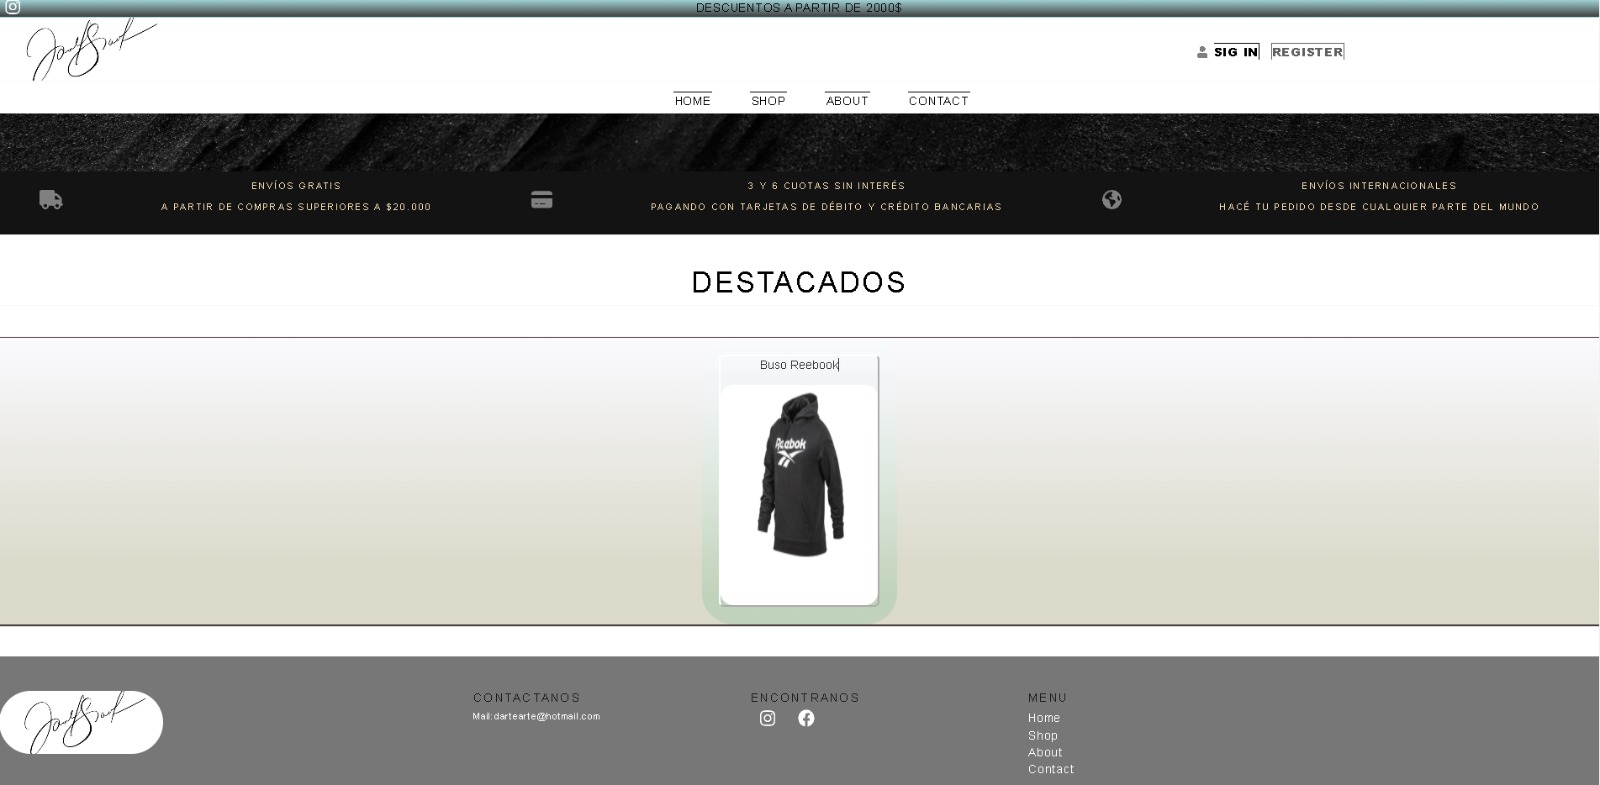 DESCUENTOS A PARTIR DE 2000$
SIG IN REGISTER
HOME SHOP ABOUT CONTACT
ENVÍOS GRATIS
A PARTIR DE COMPRAS SUPERIORES A $20.000
3 Y 6 CUOTAS SIN INTERÉS
PAGANDO CON TARJETAS DE DÉBITO Y CRÉDITO BANCARIAS
ENVÍOS INTERNACIONALES
HACÉ TU PEDIDO DESDE CUALQUIER PARTE DEL MUNDO
DESTACADOS
Buso Reebook
Reebok
CONTACTANOS
Mail:dartearte@hotmail.com
ENCONTRANOS
MENU
Home
Shop
About
Contact